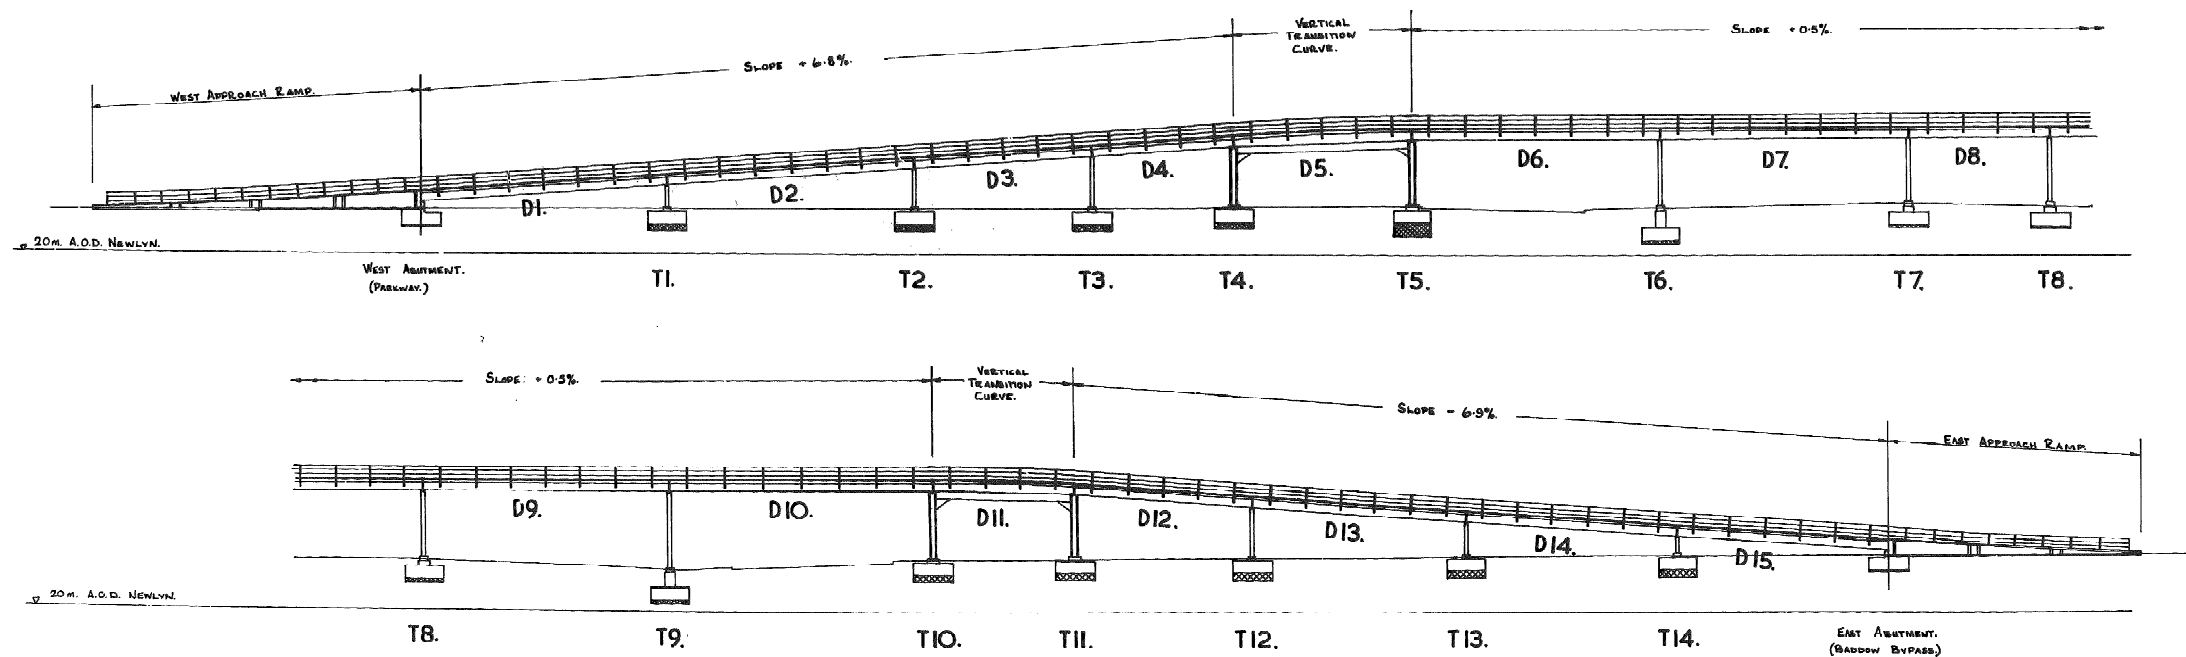 VERTICAL
TRANSITION
CURVE.
SLOPE + 0.5%.
SLOPE + 6.8%.
WEST APPROACH RAMP.
D1.
D2.
D3.
D4.
D5.
D6.
D7.
D8.
20m. A.O.D. NEWLYN.
WEST ABUTMENT.
(PARKWAY.)
T1.
T2.
T3.
T4.
T5.
T6.
T7.
T8.
SLOPE: + 0.5%.
VERTICAL
TRANSITION
CURVE.
SLOPE - 6.9%.
EAST APPROACH RAMP.
D9.
D10.
D11.
D12.
D13.
D14.
D15.
20m. A.O.D. NEWLYN.
T8.
T9.
T10.
T11.
T12.
T13.
T14.
EAST ABUTMENT.
(BADDOW BYPASS.)